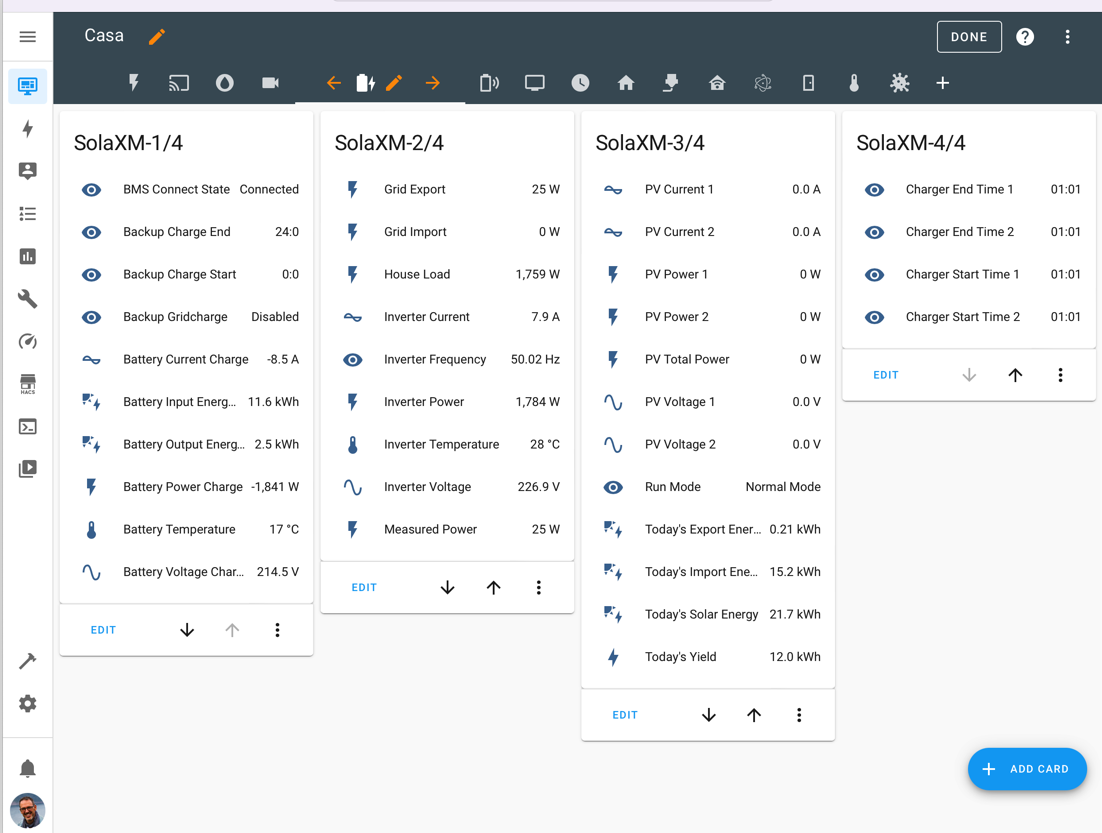 Casa
DONE
SolaXM-1/4
BMS Connect State Connected
Backup Charge End 24:0
Backup Charge Start 0:0
Backup Gridcharge Disabled
Battery Current Charge -8.5 A
Battery Input Energ... 11.6 kWh
Battery Output Energ... 2.5 kWh
Battery Power Charge -1,841 W
Battery Temperature 17 °C
Battery Voltage Char... 214.5 V
EDIT
SolaXM-2/4
Grid Export 25 W
Grid Import 0 W
House Load 1,759 W
Inverter Current 7.9 A
Inverter Frequency 50.02 Hz
Inverter Power 1,784 W
Inverter Temperature 28 °C
Inverter Voltage 226.9 V
Measured Power 25 W
EDIT
SolaXM-3/4
PV Current 1 0.0 A
PV Current 2 0.0 A
PV Power 1 0 W
PV Power 2 0 W
PV Total Power 0 W
PV Voltage 1 0.0 V
PV Voltage 2 0.0 V
Run Mode Normal Mode
Today's Export Ener... 0.21 kWh
Today's Import Ene... 15.2 kWh
Today's Solar Energy 21.7 kWh
Today's Yield 12.0 kWh
EDIT
SolaXM-4/4
Charger End Time 1 01:01
Charger End Time 2 01:01
Charger Start Time 1 01:01
Charger Start Time 2 01:01
EDIT
HACS
ADD CARD